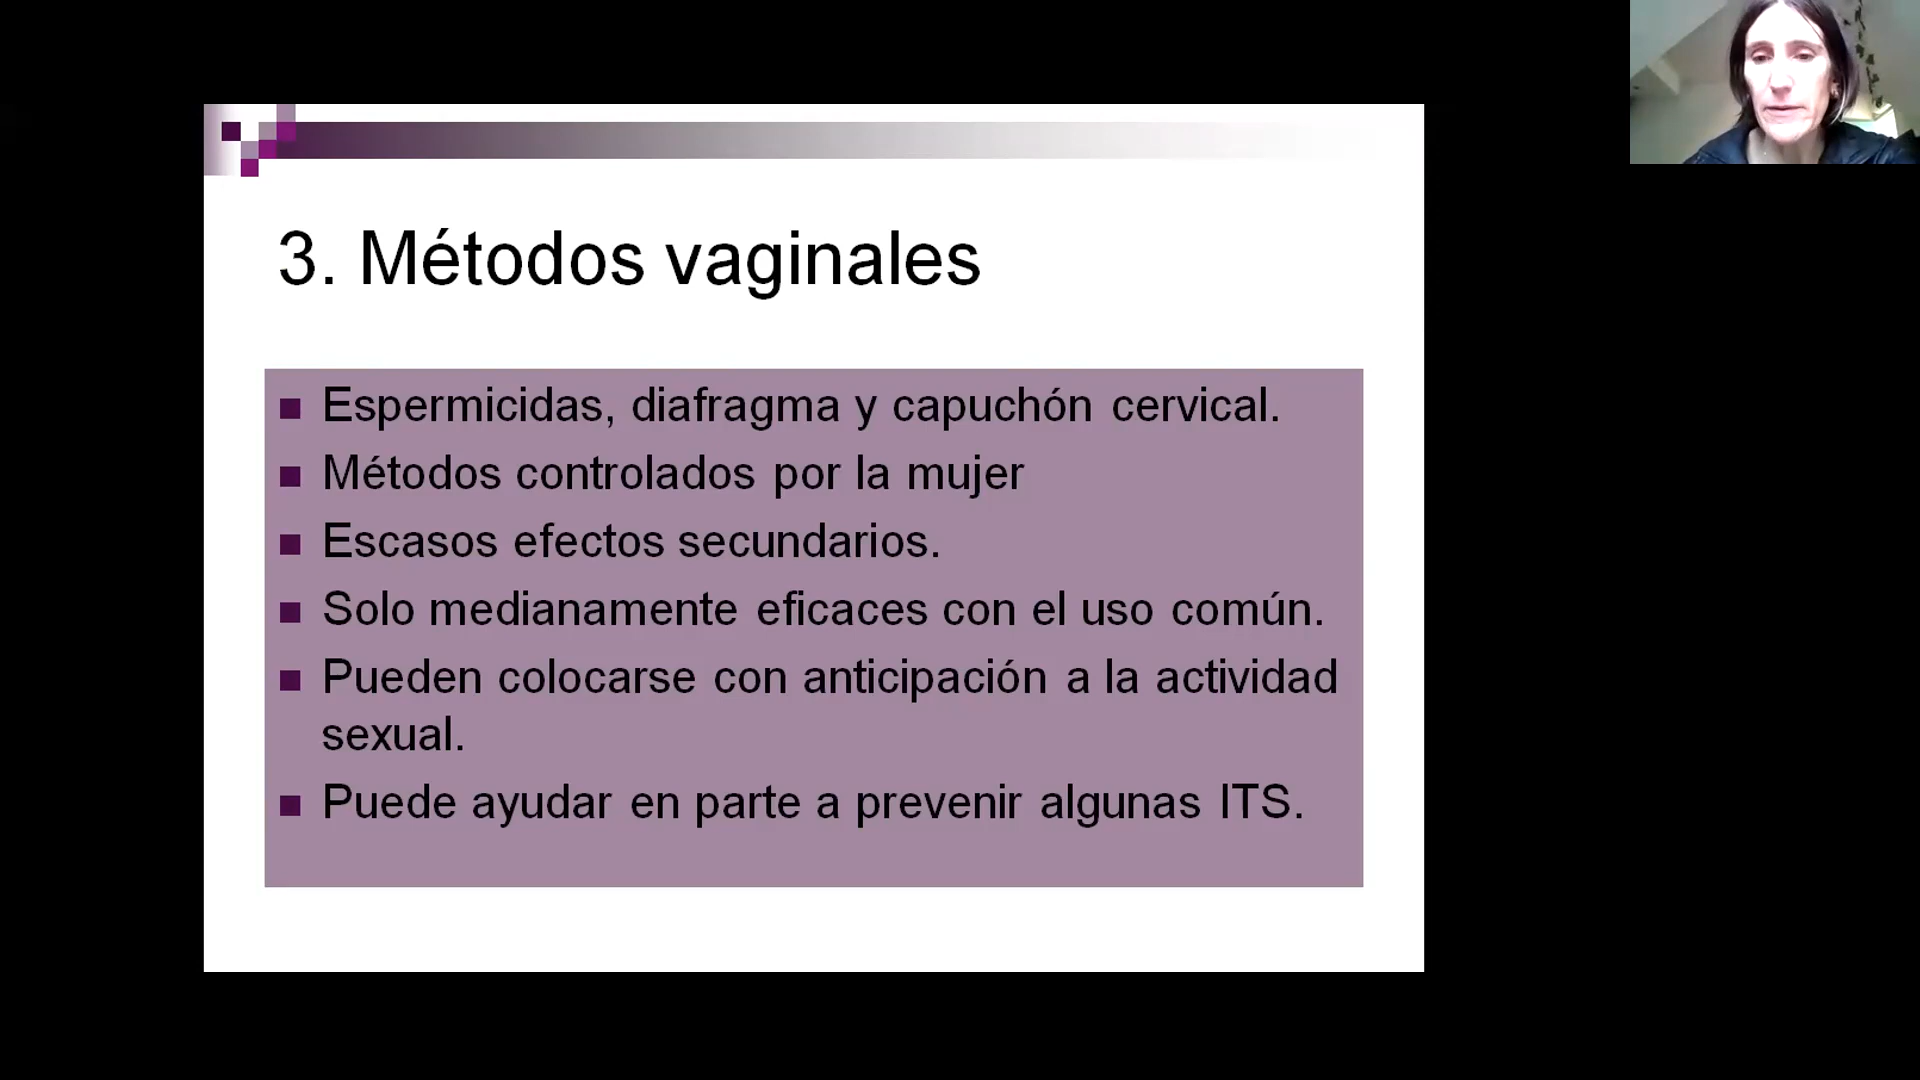 3. Métodos vaginales
Espermicidas, diafragma y capuchón cervical.
Métodos controlados por la mujer
Escasos efectos secundarios.
Solo medianamente eficaces con el uso común.
Pueden colocarse con anticipación a la actividad
sexual.
Puede ayudar en parte a prevenir algunas ITS.